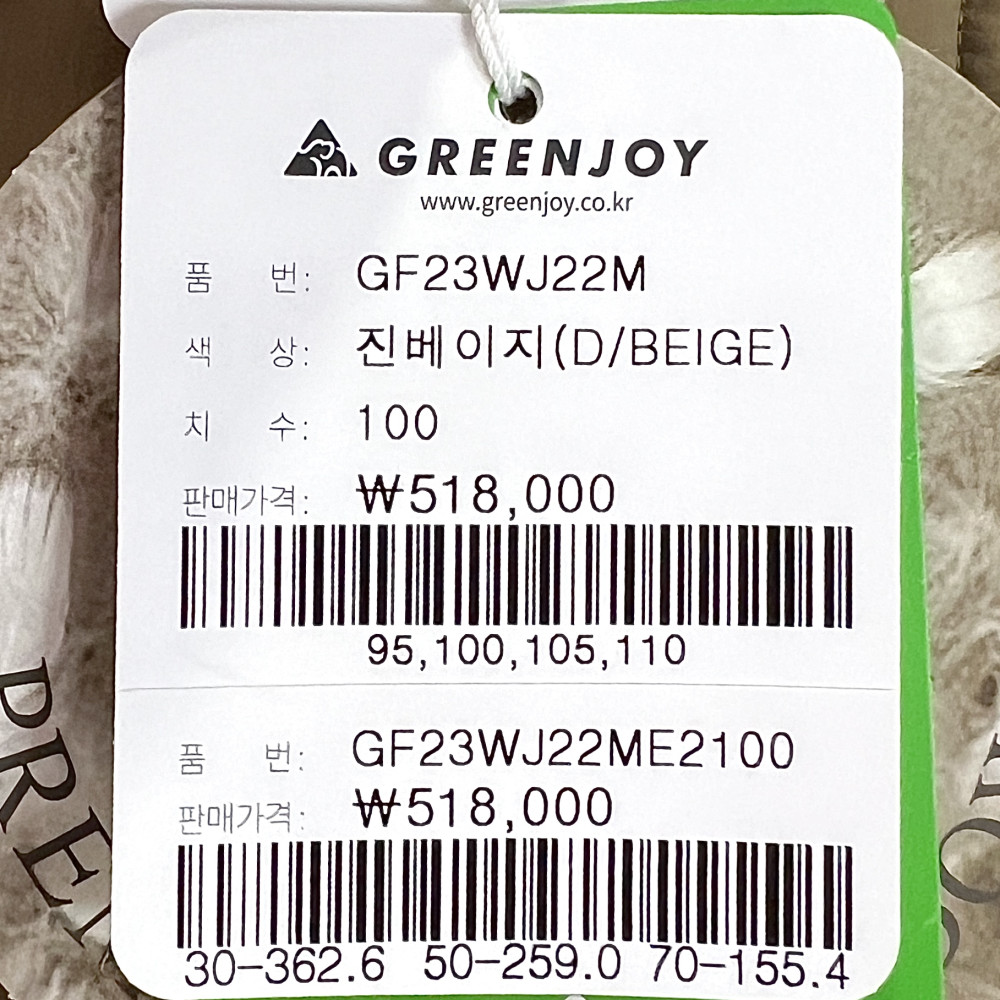 GREENJOY
www.greenjoy.co.kr
품 번: GF23WJ22M
색 상: 진베이지(D/BEIGE)
치 수: 100
판매가격: ₩518,000
95,100,105,110
품 번: GF23WJ22ME2100
판매가격: ₩518,000
30-362.6 50-259.0 70-155.4